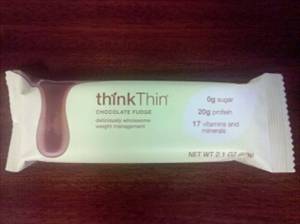 thinkThin
CHOCOLATE FUDGE
deliciously wholesome
weight management
0g sugar
20g protein
17 vitamins and
minerals
NET WT 2.1 OZ